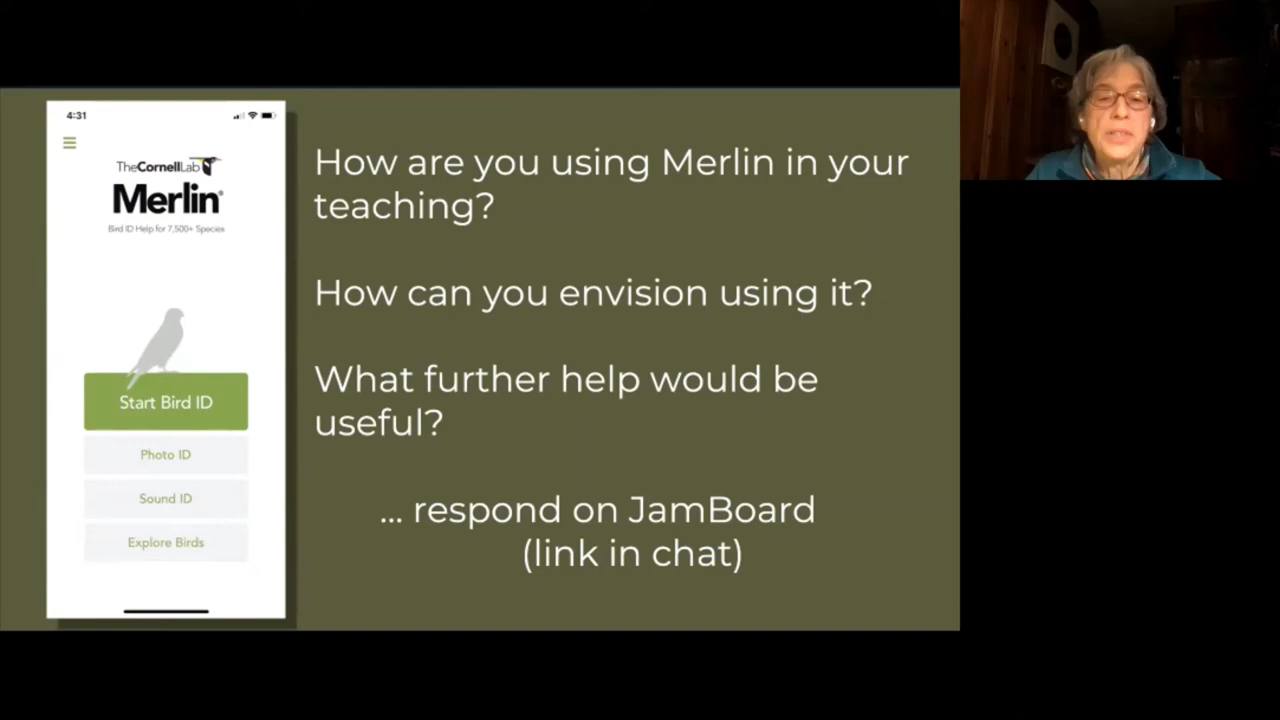 4:31
TheCornellLab
Merlin®
Bird ID Help for 7,500+ Species
Start Bird ID
Photo ID
Sound ID
Explore Birds
How are you using Merlin in your
teaching?
How can you envision using it?
What further help would be
useful?
... respond on JamBoard
(link in chat)